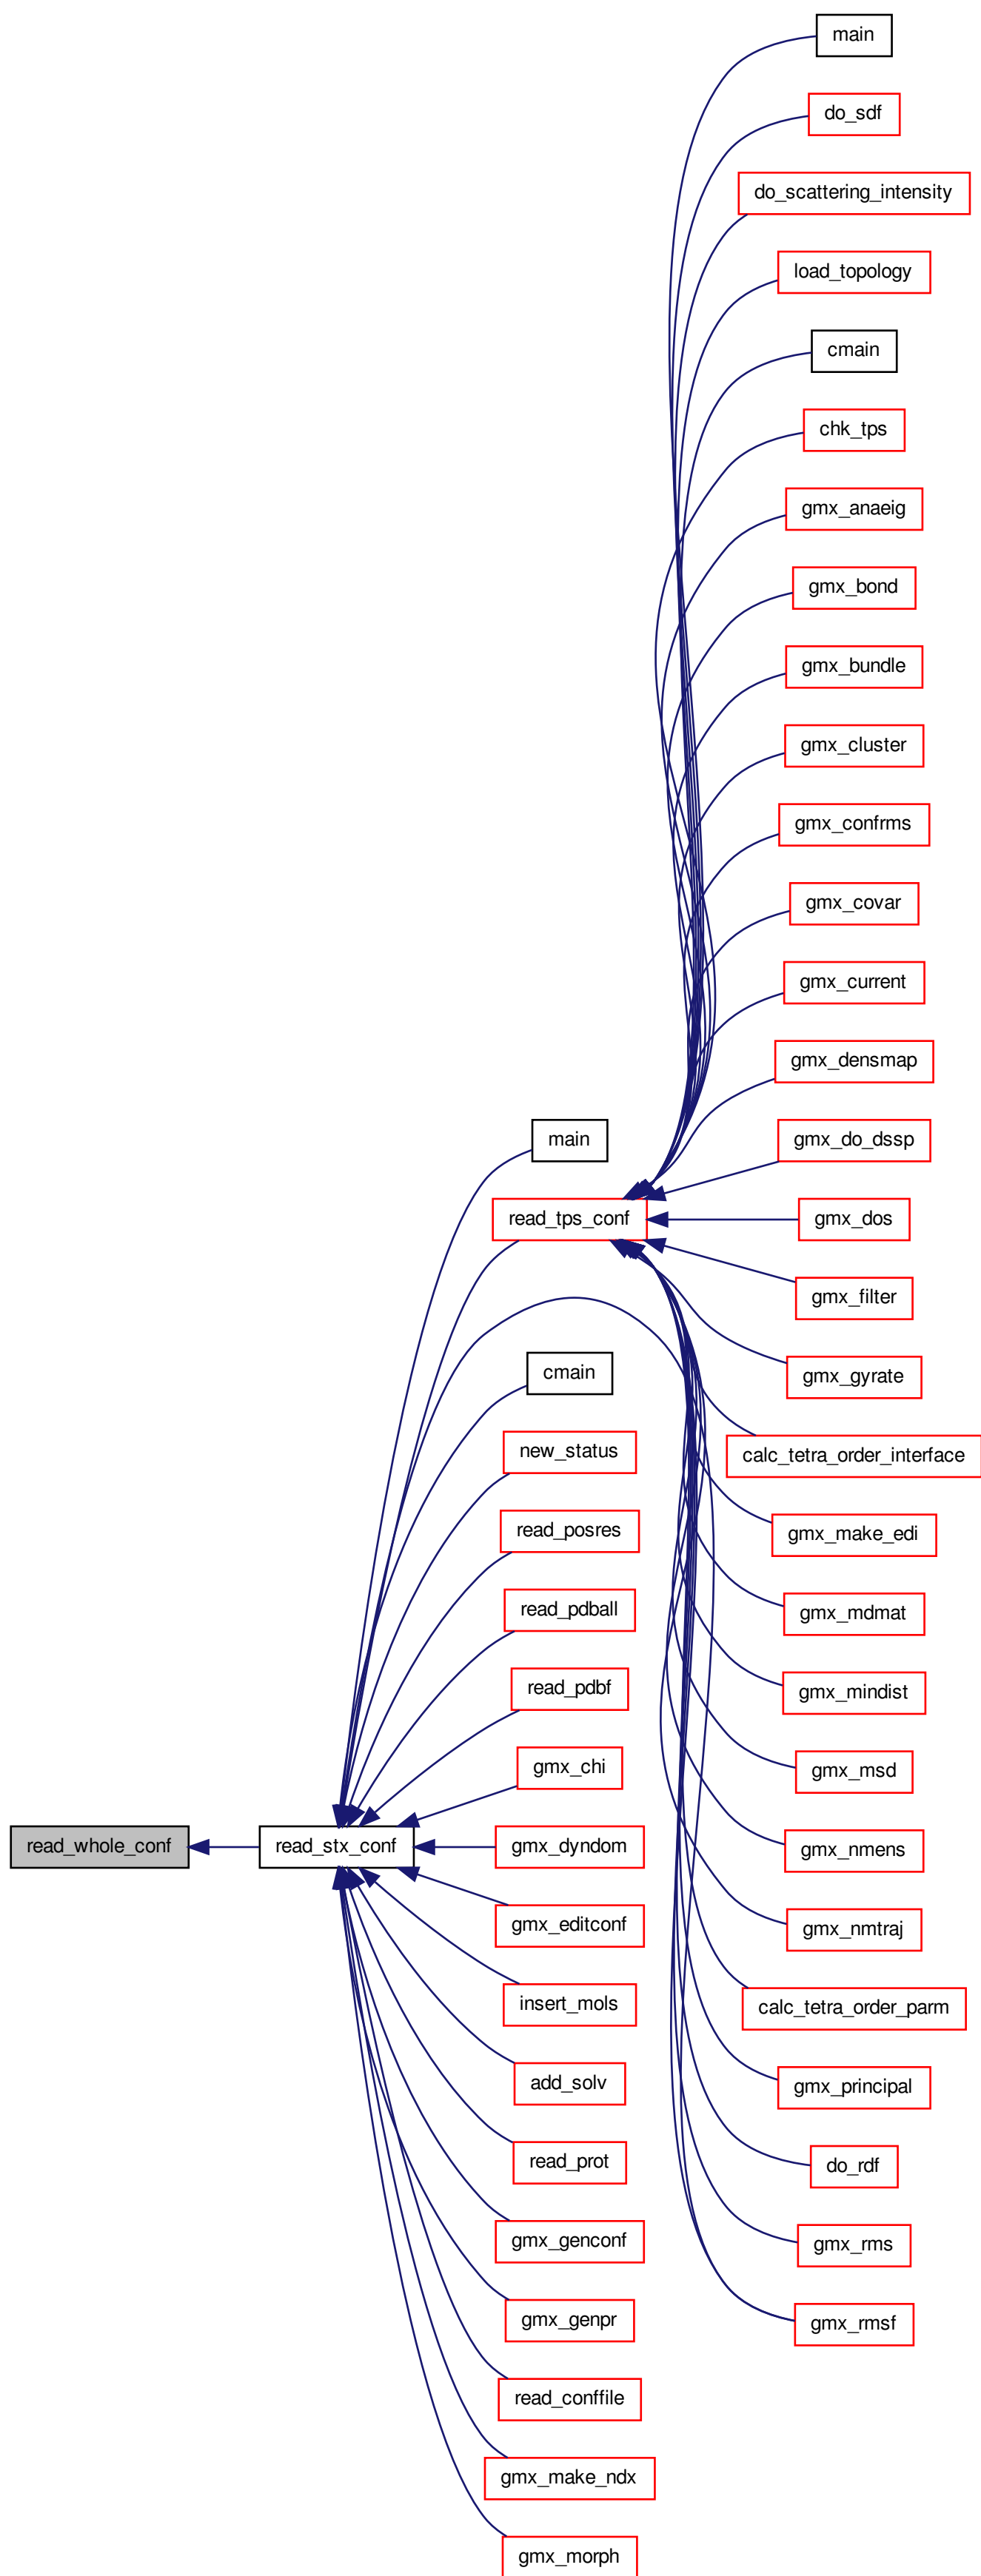 main
do_sdf
do_scattering_intensity
load_topology
cmain
chk_tps
gmx_anaeig
gmx_bond
gmx_bundle
gmx_cluster
gmx_confrms
gmx_covar
gmx_current
gmx_densmap
main
gmx_do_dssp
read_tps_conf
gmx_dos
gmx_filter
cmain
gmx_gyrate
new_status
calc_tetra_order_interface
read_posres
gmx_make_edi
read_pdball
gmx_mdmat
read_pdbf
gmx_mindist
gmx_chi
gmx_msd
read_whole_conf
read_stx_conf
gmx_dyndom
gmx_nmens
gmx_editconf
gmx_nmtraj
insert_mols
calc_tetra_order_parm
add_solv
gmx_principal
read_prot
do_rdf
gmx_genconf
gmx_rms
gmx_genpr
gmx_rmsf
read_conffile
gmx_make_ndx
gmx_morph